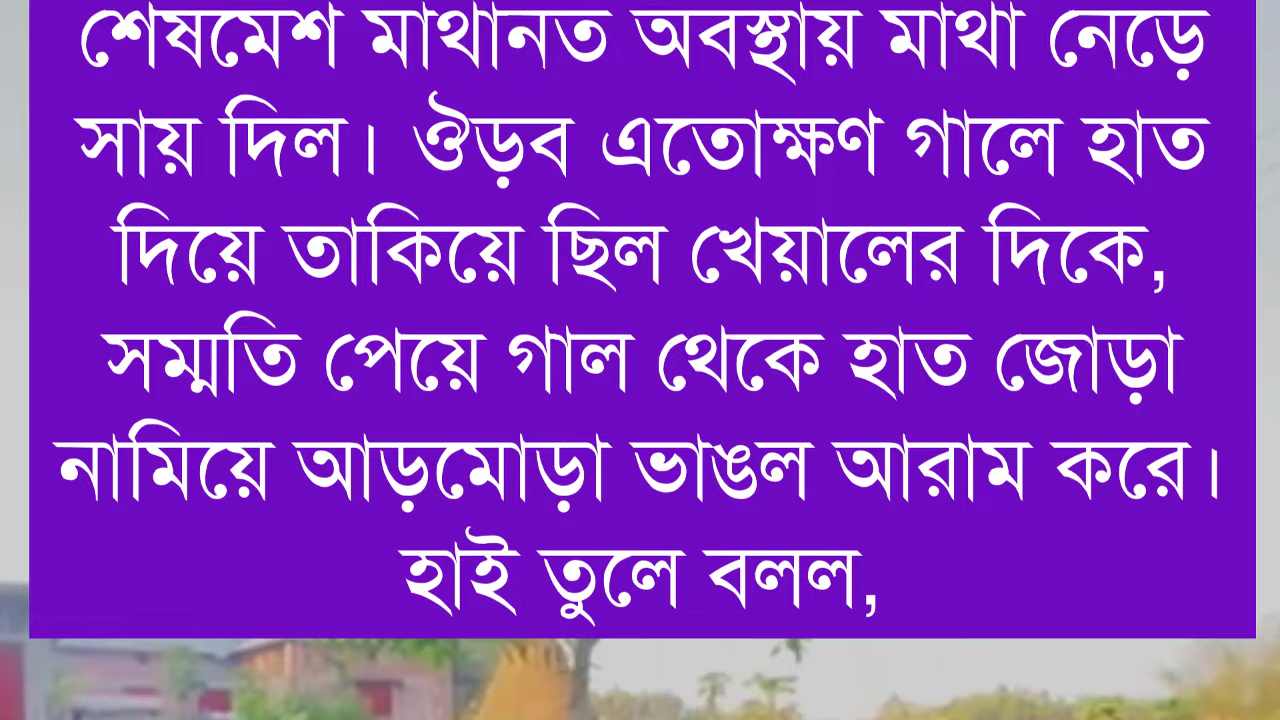 শেষমেশ মাথানত অবস্থায় মাথা নেড়ে
সায় দিল। ঔড়ব এতোক্ষণ গালে হাত
দিয়ে তাকিয়ে ছিল খেয়ালের দিকে,
সম্মতি পেয়ে গাল থেকে হাত জোড়া
নামিয়ে আড়মোড়া ভাঙল আরাম করে।
হাই তুলে বলল,